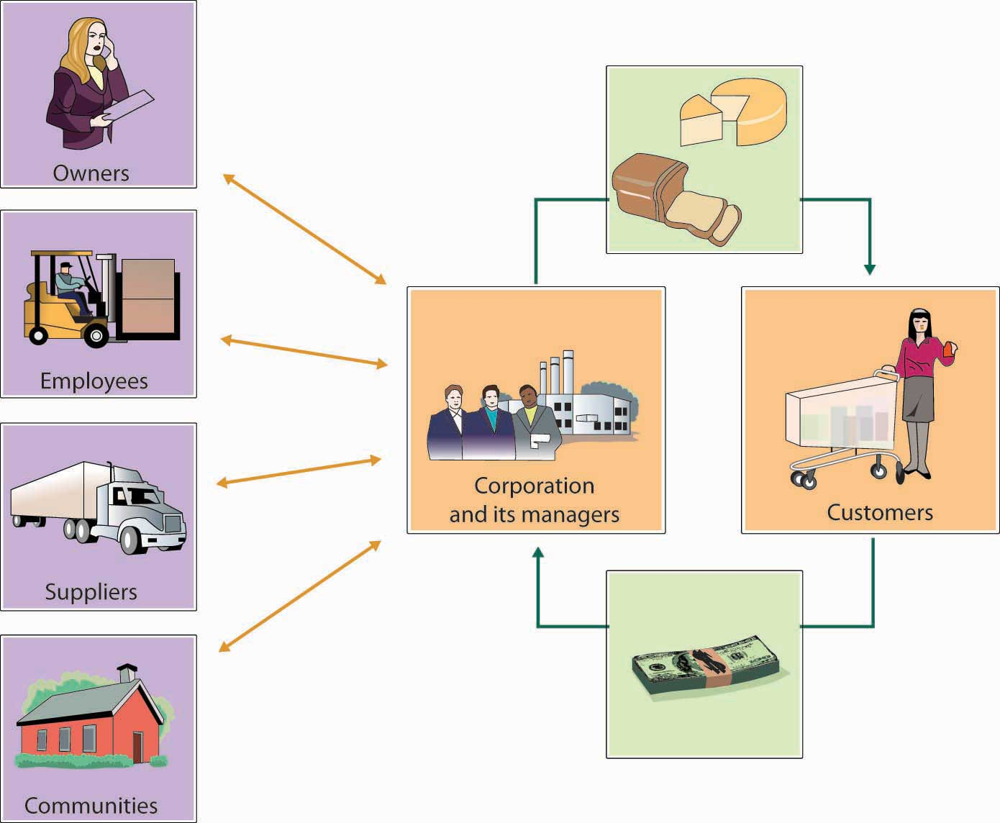 Owners
Employees
Suppliers
Communities
Corporation
and its managers
Customers